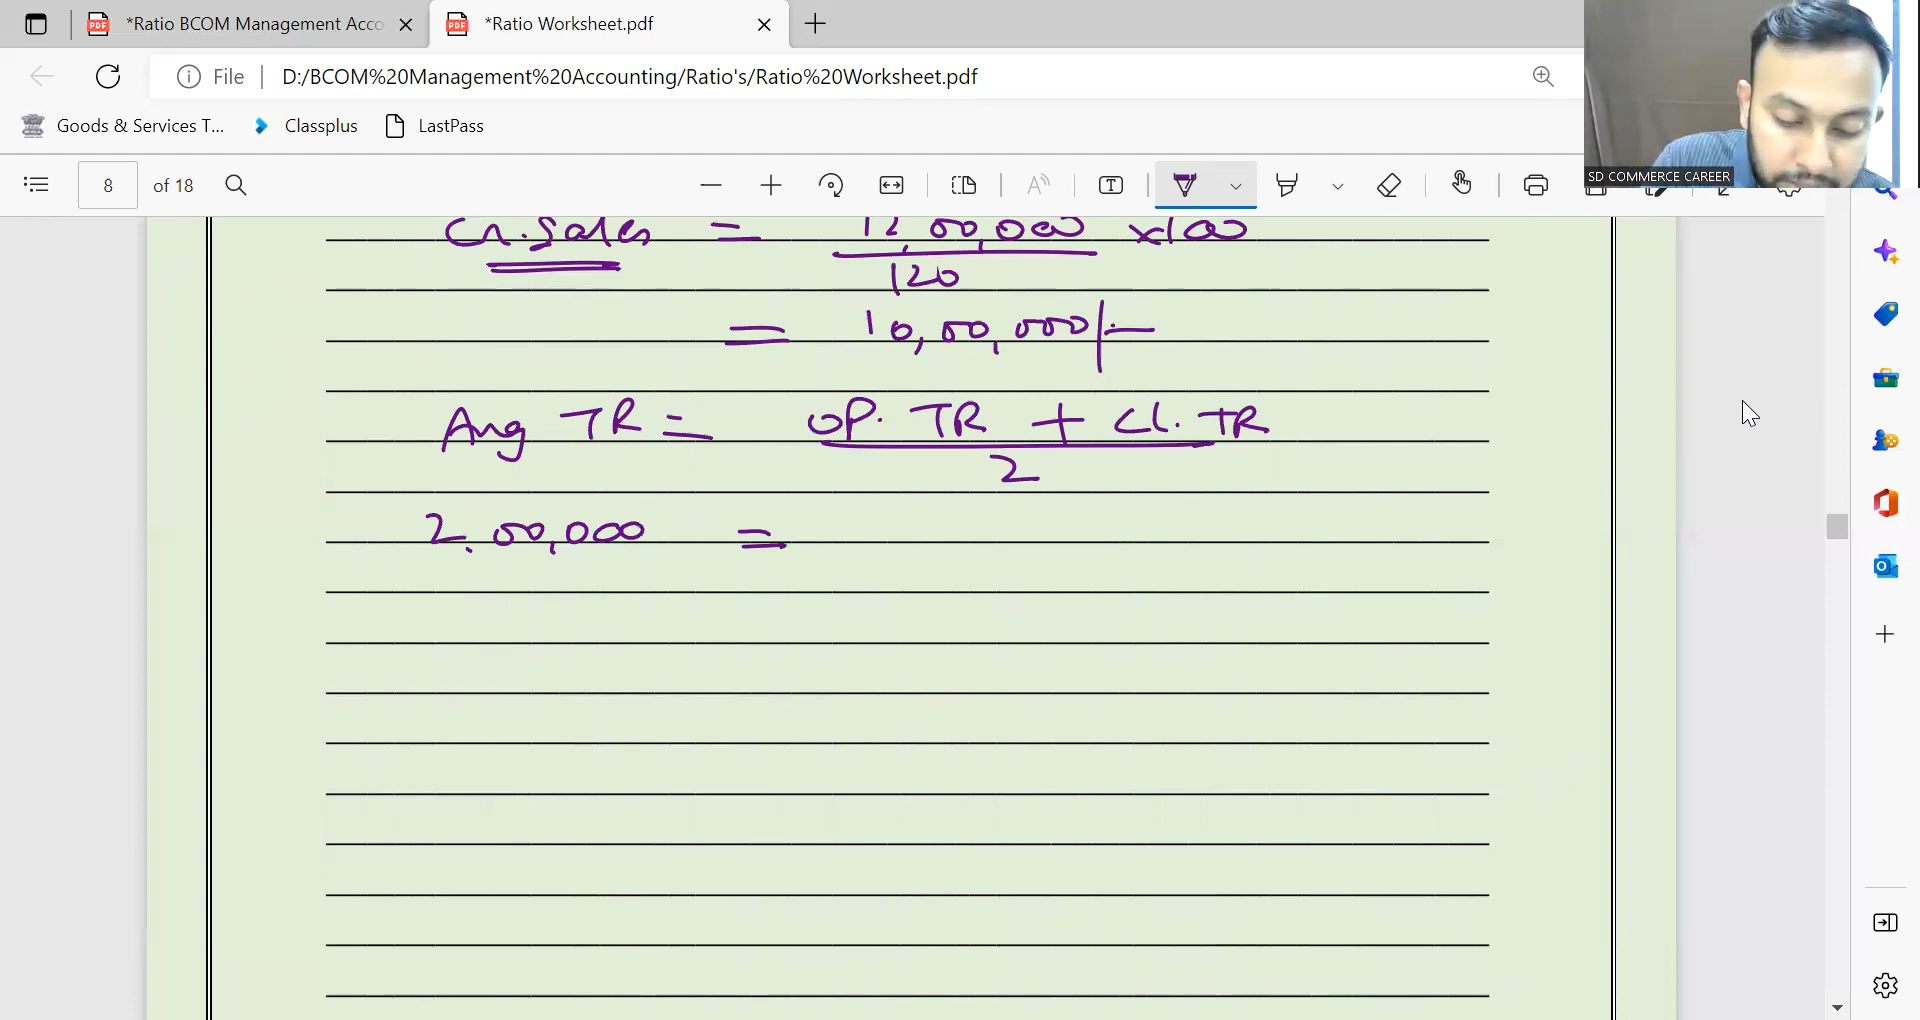 *Ratio BCOM Management Acco
*Ratio Worksheet.pdf
File D:/BCOM%20Management%20Accounting/Ratio's/Ratio%20Worksheet.pdf
Goods & Services T... Classplus LastPass
8 of 18
SD COMMERCE CAREER
Cr. Sales = 12,00,000 x100
120
= 10,00,000/-
Avg TR = OP. TR + Cl. TR
2
2,00,000 =